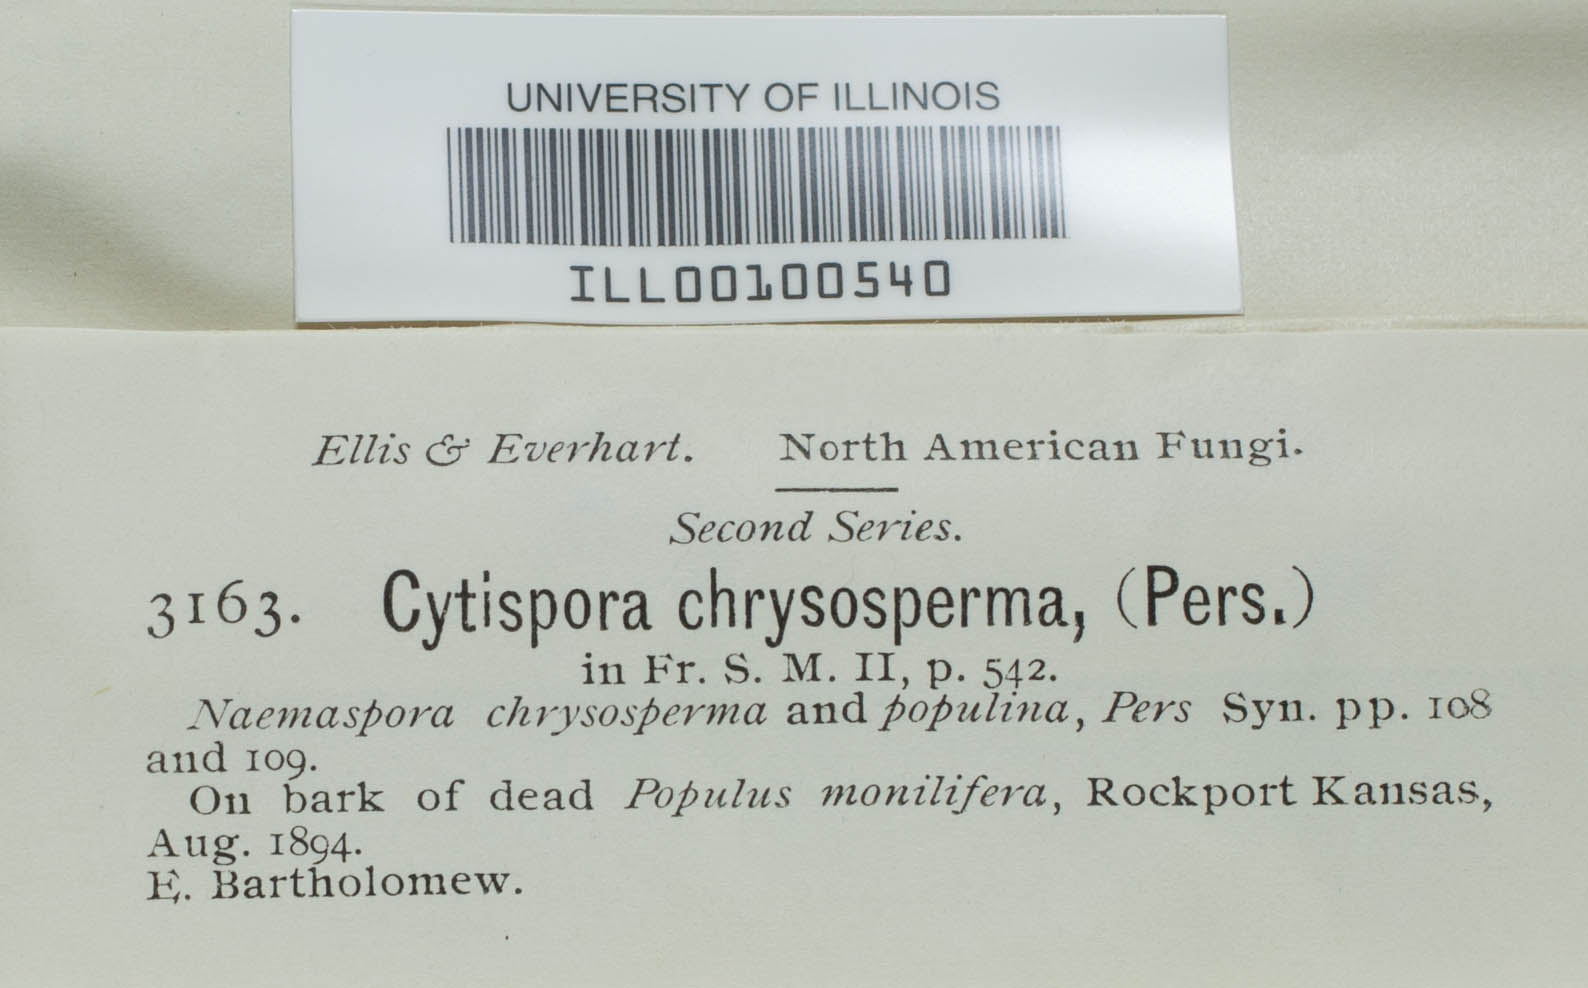 UNIVERSITY OF ILLINOIS
ILL00100540
Ellis & Everhart. North American Fungi.
Second Series.
3163. Cytispora chrysosperma, (Pers.)
in Fr. S. M. II, p. 542.
Naemaspora chrysosperma and populina, Pers Syn. pp. 108
and 109.
On bark of dead Populus monilifera, Rockport Kansas,
Aug. 1894.
E. Bartholomew.